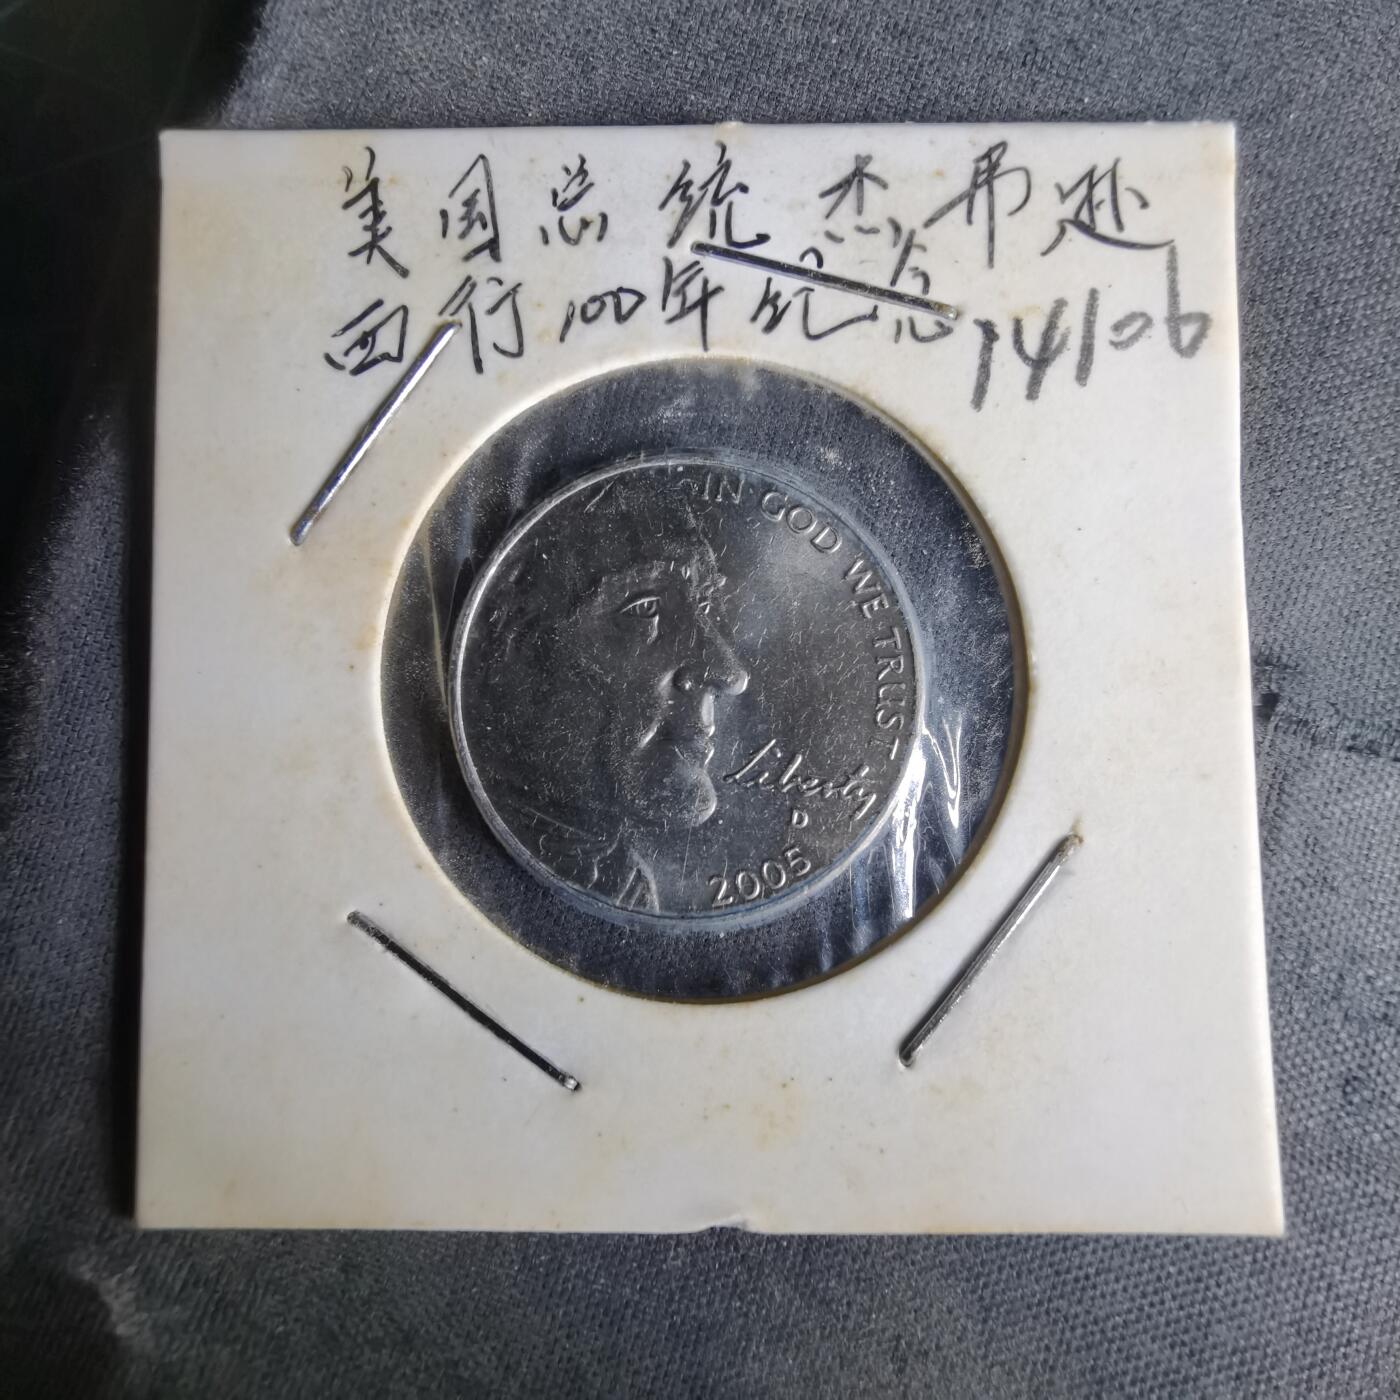 美国总统杰弗逊
西行100年纪念
14106
IN GOD WE TRUST
Liberty
D
2005